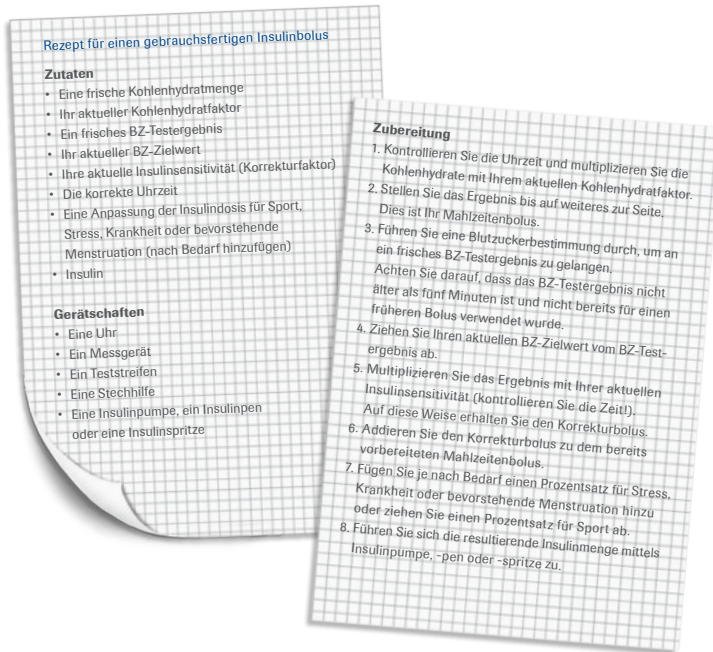 Rezept für einen gebrauchsfertigen Insulinbolus
Zutaten
• Eine frische Kohlenhydratmenge
• Ihr aktueller Kohlenhydratfaktor
• Ein frisches BZ-Testergebnis
• Ihr aktueller BZ-Zielwert
• Ihre aktuelle Insulinsensitivität (Korrekturfaktor)
• Die korrekte Uhrzeit
• Eine Anpassung der Insulindosis für Sport,
Stress, Krankheit oder bevorstehende
Menstruation (nach Bedarf hinzufügen)
• Insulin
Gerätschaften
• Eine Uhr
• Ein Messgerät
• Ein Teststreifen
• Eine Stechhilfe
• Eine Insulinpumpe, ein Insulinpen
oder eine Insulinspritze
Zubereitung
1. Kontrollieren Sie die Uhrzeit und multiplizieren Sie die
Kohlenhydrate mit Ihrem aktuellen Kohlenhydratfaktor.
2. Stellen Sie das Ergebnis bis auf weiteres zur Seite.
Dies ist Ihr Mahlzeitenbolus.
3. Führen Sie eine Blutzuckerbestimmung durch, um an
ein frisches BZ-Testergebnis zu gelangen.
Achten Sie darauf, dass das BZ-Testergebnis nicht
älter als fünf Minuten ist und nicht bereits für einen
früheren Bolus verwendet wurde.
4. Ziehen Sie Ihren aktuellen BZ-Zielwert vom BZ-Test-
ergebnis ab.
5. Multiplizieren Sie das Ergebnis mit Ihrer aktuellen
Insulinsensitivität (kontrollieren Sie die Zeit!).
Auf diese Weise erhalten Sie den Korrekturbolus.
6. Addieren Sie den Korrekturbolus zu dem bereits
vorbereiteten Mahlzeitenbolus.
7. Fügen Sie je nach Bedarf einen Prozentsatz für Stress,
Krankheit oder bevorstehende Menstruation hinzu
oder ziehen Sie einen Prozentsatz für Sport ab.
8. Führen Sie sich die resultierende Insulinmenge mittels
Insulinpumpe, -pen oder -spritze zu.